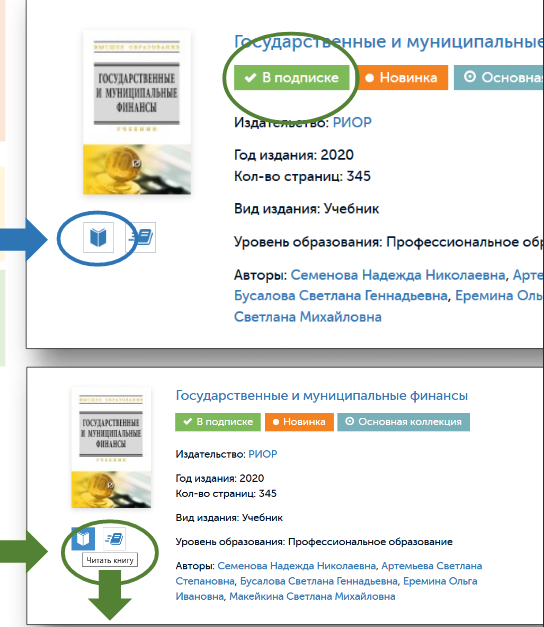 ВЫСШЕЕ ОБРАЗОВАНИЕ
ГОСУДАРСТВЕННЫЕ
И МУНИЦИПАЛЬНЫЕ
ФИНАНСЫ
УЧЕБНИК
Государственные и муниципальные
В подписке Новинка Основна
Издательство: РИОР
Год издания: 2020
Кол-во страниц: 345
Вид издания: Учебник
Уровень образования: Профессиональное обр
Авторы: Семенова Надежда Николаевна, Арте
Бусалова Светлана Геннадьевна, Еремина Оль
Светлана Михайловна
ВЫСШЕЕ ОБРАЗОВАНИЕ
ГОСУДАРСТВЕННЫЕ
И МУНИЦИПАЛЬНЫЕ
ФИНАНСЫ
УЧЕБНИК
Государственные и муниципальные финансы
В подписке Новинка Основная коллекция
Издательство: РИОР
Год издания: 2020
Кол-во страниц: 345
Вид издания: Учебник
Уровень образования: Профессиональное образование
Авторы: Семенова Надежда Николаевна, Артемьева Светлана
Степановна, Бусалова Светлана Геннадьевна, Еремина Ольга
Ивановна, Макейкина Светлана Михайловна
Читать книгу